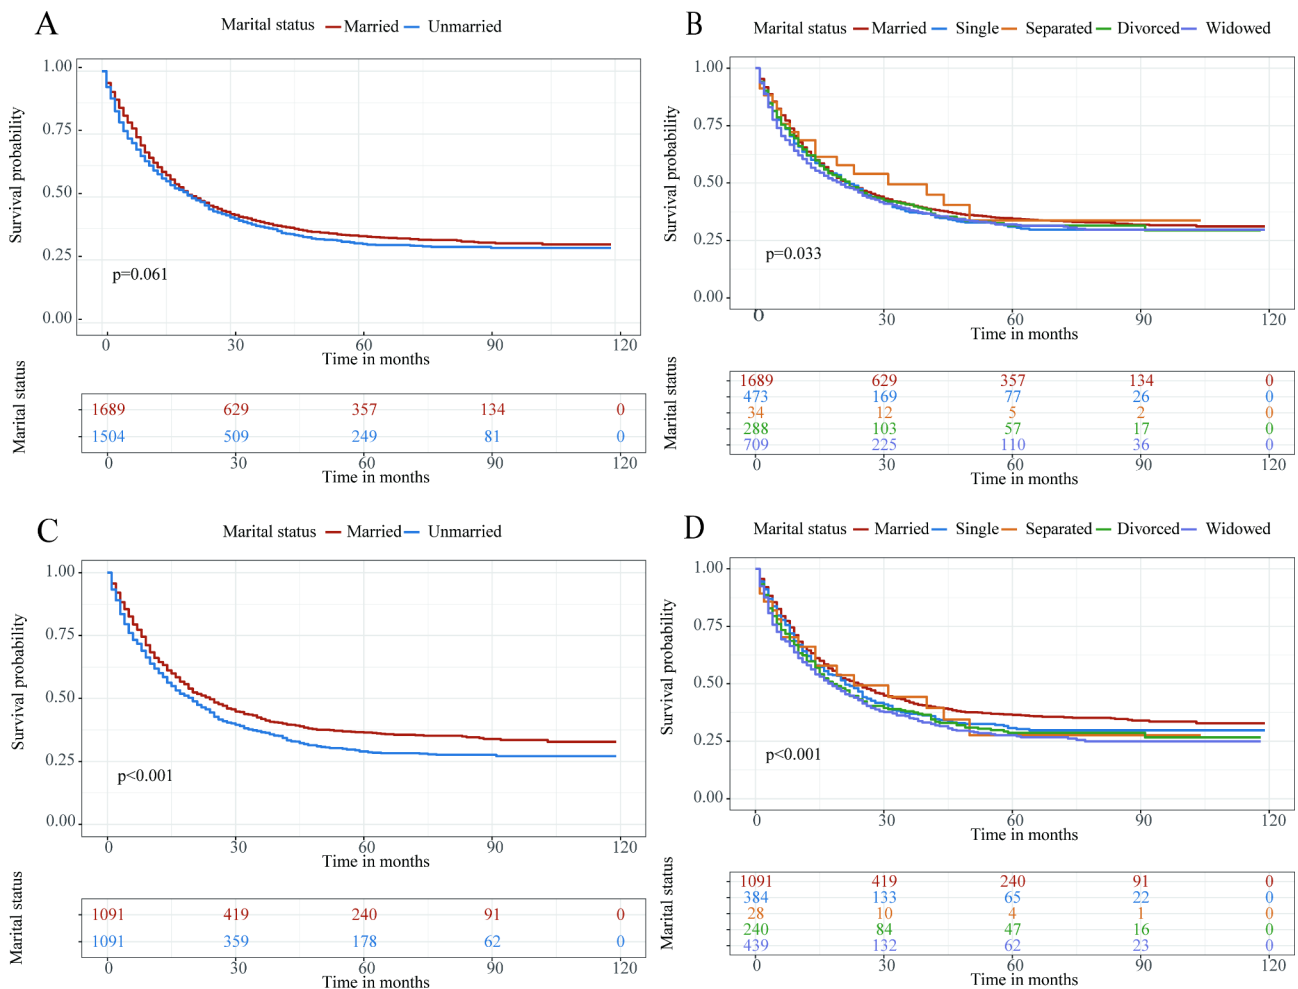 A
Marital status Married Unmarried
Survival probability
1.00
0.75
0.50
0.25
0.00
p=0.061
0 30 60 90 120
Time in months
Marital status
1689 629 357 134 0
1504 509 249 81 0
0 30 60 90 120
Time in months
B
Marital status Married Single Separated Divorced Widowed
Survival probability
1.00
0.75
0.50
0.25
0.00
p=0.033
0 30 60 90 120
Time in months
Marital status
1689 629 357 134 0
473 169 77 26 0
34 12 5 2 0
288 103 57 17 0
709 225 110 36 0
0 30 60 90 120
Time in months
C
Marital status Married Unmarried
Survival probability
1.00
0.75
0.50
0.25
0.00
p<0.001
0 30 60 90 120
Time in months
Marital status
1091 419 240 91 0
1091 359 178 62 0
0 30 60 90 120
Time in months
D
Marital status Married Single Separated Divorced Widowed
Survival probability
1.00
0.75
0.50
0.25
0.00
p<0.001
0 30 60 90 120
Time in months
Marital status
1091 419 240 91 0
384 133 65 22 0
28 10 4 1 0
240 84 47 16 0
439 132 62 23 0
0 30 60 90 120
Time in months